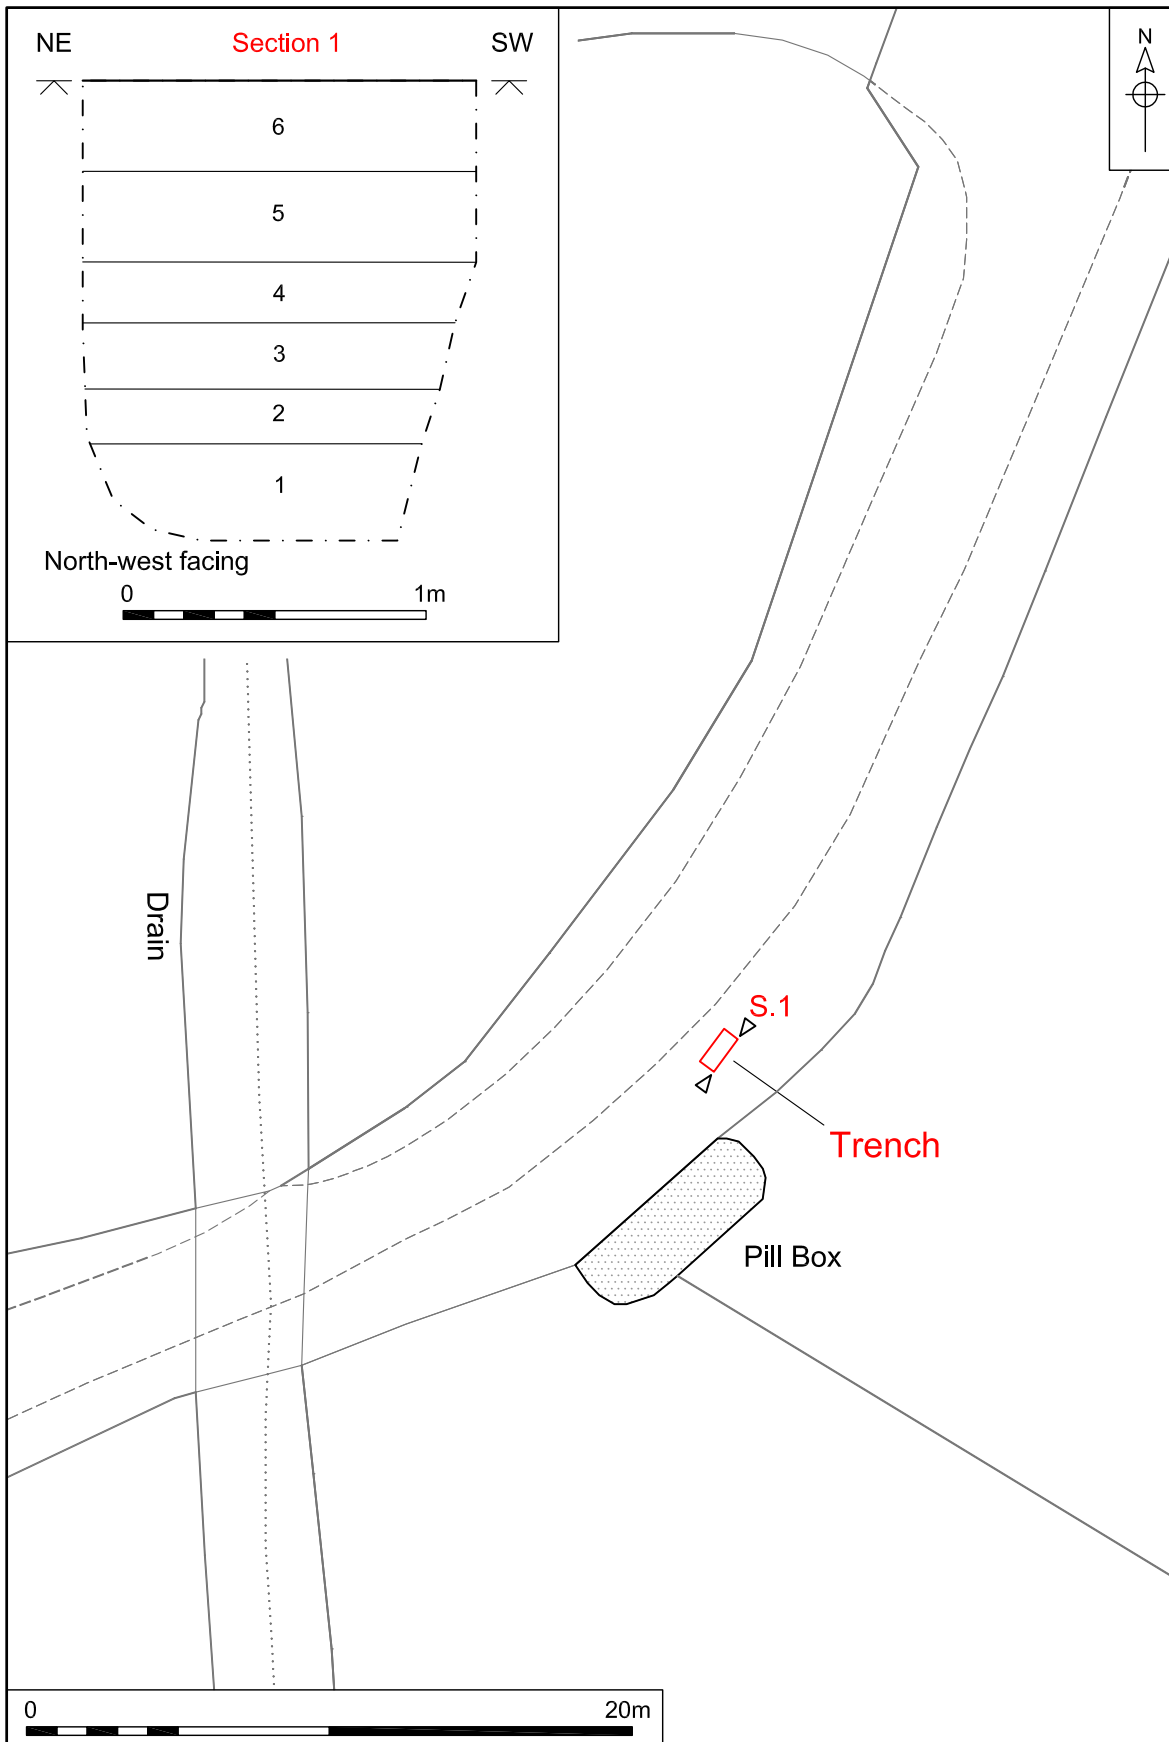 NE Section 1 SW
N
6
5
4
3
2
1
North-west facing
0 1m
Drain
S.1
Trench
Pill Box
0 20m